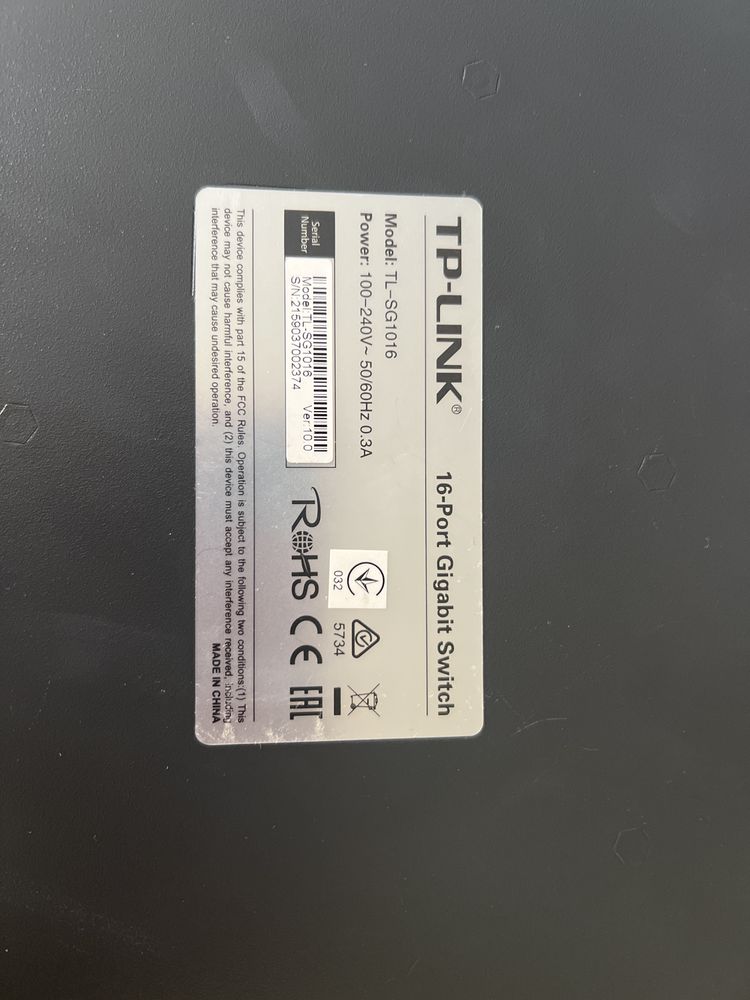 TP-LINK®
16-Port Gigabit Switch
Model: TL-SG1016
Power: 100-240V~ 50/60Hz 0.3A
Serial
Number
Model:TL-SG1016 Ver:10.0
S/N:2159037002374
032
5734
RoHS CE EAC
This device complies with part 15 of the FCC Rules. Operation is subject to the following two conditions:(1) This
device may not cause harmful interference, and (2) this device must accept any interference received, including
interference that may cause undesired operation.
MADE IN CHINA